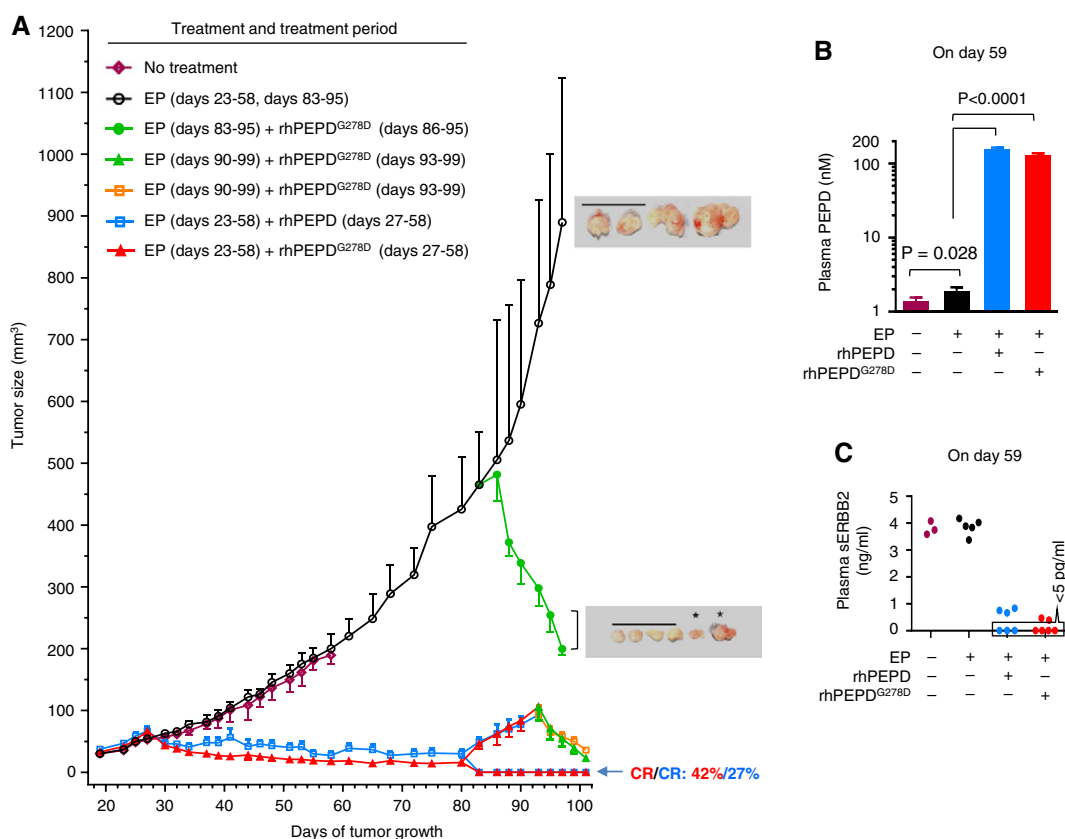 A
Treatment and treatment period
No treatment
EP (days 23-58, days 83-95)
EP (days 83-95) + rhPEPD^G278D (days 86-95)
EP (days 90-99) + rhPEPD^G278D (days 93-99)
EP (days 90-99) + rhPEPD^G278D (days 93-99)
EP (days 23-58) + rhPEPD (days 27-58)
EP (days 23-58) + rhPEPD^G278D (days 27-58)
Tumor size (mm³)
1200
1100
1000
900
800
700
600
500
400
300
200
100
0
* *
CR/CR: 42%/27%
20 30 40 50 60 70 80 90 100
Days of tumor growth
B
On day 59
P<0.0001
P = 0.028
Plasma PEPD (nM)
200
100
10
1
EP – + + +
rhPEPD – – + –
rhPEPD^G278D – – – +
C
On day 59
Plasma sERBB2
(ng/ml)
5
4
3
2
1
0
<5 pg/ml
EP – + + +
rhPEPD – – + –
rhPEPD^G278D – – – +